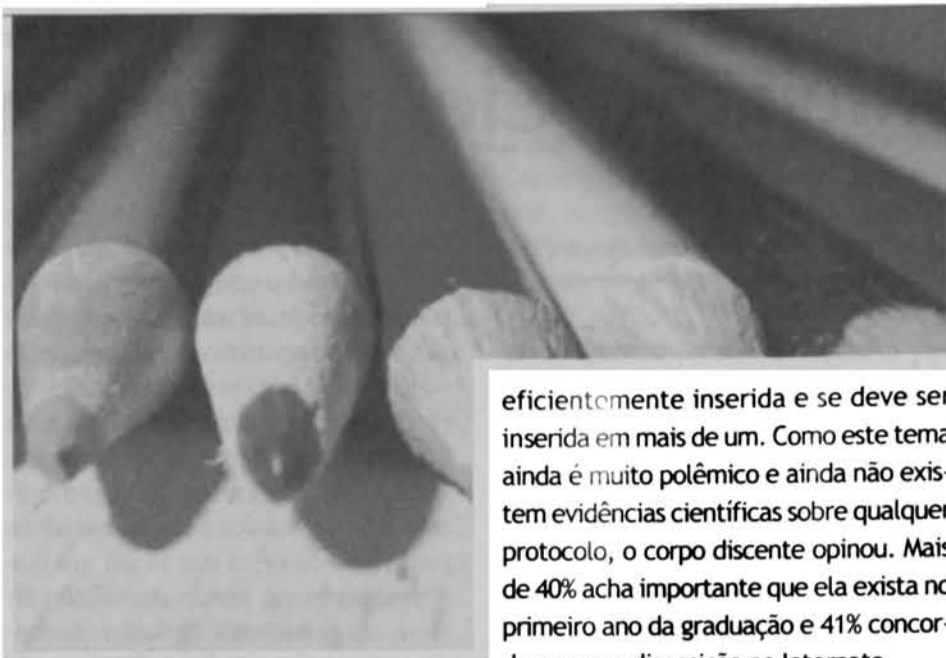 eficientemente inserida e se deve ser
inserida em mais de um. Como este tema
ainda é muito polêmico e ainda não exis-
tem evidências científicas sobre qualquer
protocolo, o corpo discente opinou. Mais
de 40% acha importante que ela exista no
primeiro ano da graduação e 41% concor-